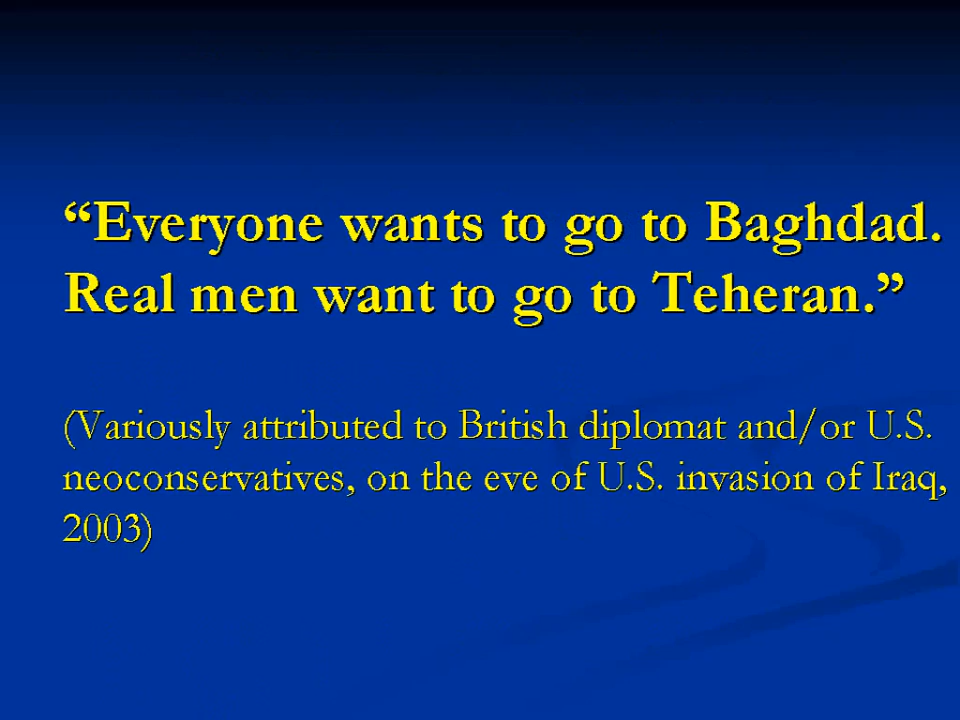 “Everyone wants to go to Baghdad.
Real men want to go to Teheran.”
(Variously attributed to British diplomat and/or U.S.
neoconservatives, on the eve of U.S. invasion of Iraq,
2003)